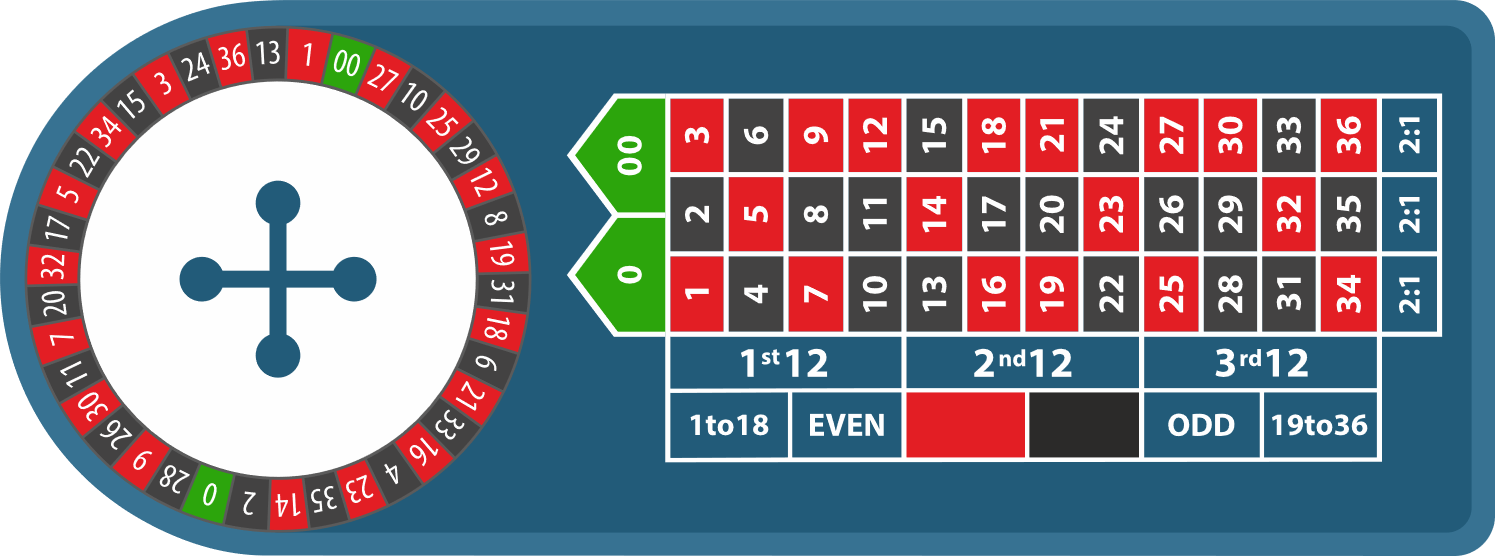 00 27 10 25 29 12 8 19 31 18 6 21 33 16 4 23 35 14 2 0 28 9 26 30 11 7 20 32 17 5 22 34 15 3 24 36 13 1
00
0
3 6 9 12 15 18 21 24 27 30 33 36 2:1
2 5 8 11 14 17 20 23 26 29 32 35 2:1
1 4 7 10 13 16 19 22 25 28 31 34 2:1
1st12 2nd12 3rd12
1to18 EVEN ODD 19to36